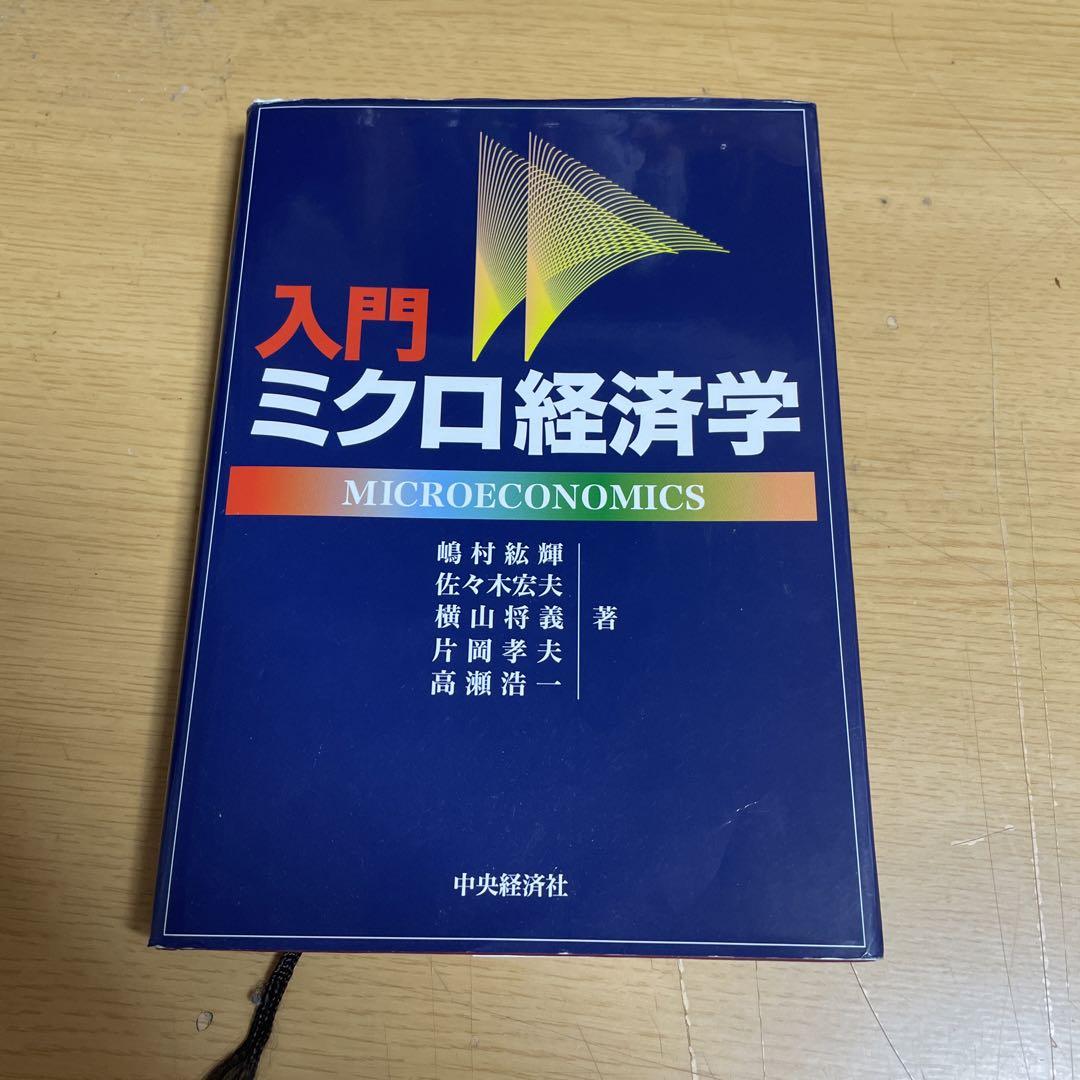 入門
ミクロ経済学
MICROECONOMICS
嶋村紘輝
佐々木宏夫
横山将義
片岡孝夫
高瀬浩一
著
中央経済社